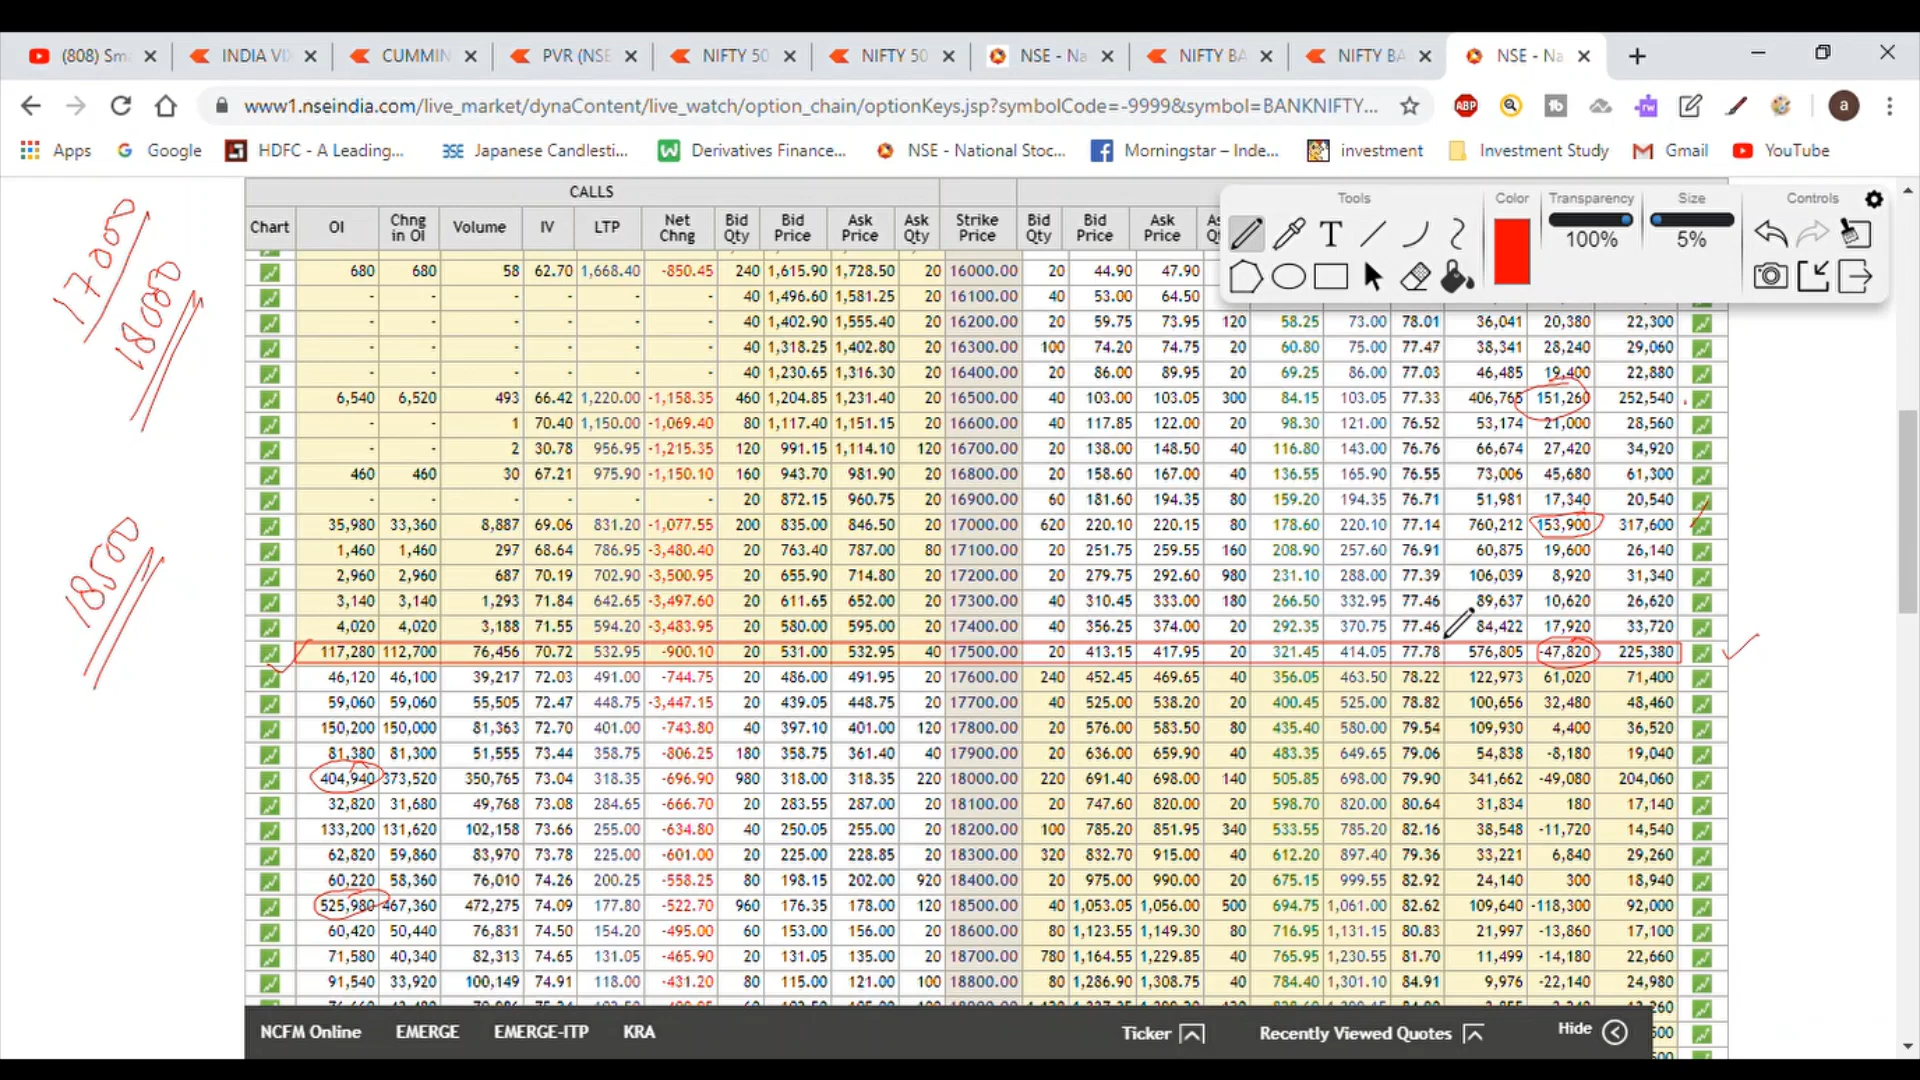 (808) Sm
INDIA VI
CUMMIN
PVR (NSE
NIFTY 50
NIFTY 50
NSE - Na
NIFTY BA
NIFTY BA
NSE - Na
www1.nseindia.com/live_market/dynaContent/live_watch/option_chain/optionKeys.jsp?symbolCode=-9999&symbol=BANKNIFTY...
ABP
a
Apps Google HDFC - A Leading... Japanese Candlesti... Derivatives Finance... NSE - National Stoc... Morningstar – Inde... investment Investment Study Gmail YouTube
17000
18000
18500
CALLS
Tools Color Transparency Size Controls
100% 5%
Chart OI Chng in OI Volume IV LTP Net Chng Bid Qty Bid Price Ask Price Ask Qty Strike Price Bid Qty Bid Price Ask Price
680 680 58 62.70 1,668.40 -850.45 240 1,615.90 1,728.50 20 16000.00 20 44.90 47.90
- - - - - - 40 1,496.60 1,581.25 20 16100.00 40 53.00 64.50
- - - - - - 40 1,402.90 1,555.40 20 16200.00 20 59.75 73.95 120 58.25 73.00 78.01 36,041 20,380 22,300
- - - - - - 40 1,318.25 1,402.80 20 16300.00 100 74.20 74.75 20 60.80 75.00 77.47 38,341 28,240 29,060
- - - - - - 40 1,230.65 1,316.30 20 16400.00 20 86.00 89.95 20 69.25 86.00 77.03 46,485 19,400 22,880
6,540 6,520 493 66.42 1,220.00 -1,158.35 460 1,204.85 1,231.40 20 16500.00 40 103.00 103.05 300 84.15 103.05 77.33 406,765 151,260 252,540
- - 1 70.40 1,150.00 -1,069.40 80 1,117.40 1,151.15 20 16600.00 40 117.85 122.00 20 98.30 121.00 76.52 53,174 21,000 28,560
- - 2 30.78 956.95 -1,215.35 120 991.15 1,114.10 120 16700.00 20 138.00 148.50 40 116.80 143.00 76.76 66,674 27,420 34,920
460 460 30 67.21 975.90 -1,150.10 160 943.70 981.90 20 16800.00 20 158.60 167.00 40 136.55 165.90 76.55 73,006 45,680 61,300
- - - - - - 20 872.15 960.75 20 16900.00 60 181.60 194.35 80 159.20 194.35 76.71 51,981 17,340 20,540
35,980 33,360 8,887 69.06 831.20 -1,077.55 200 835.00 846.50 20 17000.00 620 220.10 220.15 80 178.60 220.10 77.14 760,212 153,900 317,600
1,460 1,460 297 68.64 786.95 -3,480.40 20 763.40 787.00 80 17100.00 20 251.75 259.55 160 208.90 257.60 76.91 60,875 19,600 26,140
2,960 2,960 687 70.19 702.90 -3,500.95 20 655.90 714.80 20 17200.00 20 279.75 292.60 980 231.10 288.00 77.39 106,039 8,920 31,340
3,140 3,140 1,293 71.84 642.65 -3,497.60 20 611.65 652.00 20 17300.00 40 310.45 333.00 180 266.50 332.95 77.46 89,637 10,620 26,620
4,020 4,020 3,188 71.55 594.20 -3,483.95 20 580.00 595.00 20 17400.00 40 356.25 374.00 20 292.35 370.75 77.46 84,422 17,920 33,720
117,280 112,700 76,456 70.72 532.95 -900.10 20 531.00 532.95 40 17500.00 20 413.15 417.95 20 321.45 414.05 77.78 576,805 -47,820 225,380
46,120 46,100 39,217 72.03 491.00 -744.75 20 486.00 491.95 20 17600.00 240 452.45 469.65 40 356.05 463.50 78.22 122,973 61,020 71,400
59,060 59,060 55,505 72.47 448.75 -3,447.15 20 439.05 448.75 20 17700.00 40 525.00 538.20 20 400.45 525.00 78.82 100,656 32,480 48,460
150,200 150,000 81,363 72.70 401.00 -743.80 40 397.10 401.00 120 17800.00 20 576.00 583.50 80 435.40 580.00 79.54 109,930 4,400 36,520
81,380 81,300 51,555 73.44 358.75 -806.25 180 358.75 361.40 40 17900.00 20 636.00 659.90 40 483.35 649.65 79.06 54,838 -8,180 19,040
404,940 373,520 350,765 73.04 318.35 -696.90 980 318.00 318.35 220 18000.00 220 691.40 698.00 140 505.85 698.00 79.90 341,662 -49,080 204,060
32,820 31,680 49,768 73.08 284.65 -666.70 20 283.55 287.00 20 18100.00 20 747.60 820.00 20 598.70 820.00 80.64 31,834 180 17,140
133,200 131,620 102,158 73.66 255.00 -634.80 40 250.05 255.00 20 18200.00 100 785.20 851.95 340 533.55 785.20 82.16 38,548 -11,720 14,540
62,820 59,860 83,970 73.78 225.00 -601.00 20 225.00 228.85 20 18300.00 320 832.70 915.00 40 612.20 897.40 79.36 33,221 6,840 29,260
60,220 58,360 76,010 74.26 200.25 -558.25 80 198.15 202.00 920 18400.00 20 975.00 990.00 20 675.15 999.55 82.92 24,140 300 18,940
525,980 467,360 472,275 74.09 177.80 -522.70 960 176.35 178.00 120 18500.00 40 1,053.05 1,056.00 500 694.75 1,061.00 82.62 109,640 -118,300 92,000
60,420 50,440 76,831 74.50 154.20 -495.00 60 153.00 156.00 20 18600.00 80 1,123.55 1,149.30 80 716.95 1,131.15 80.83 21,997 -13,860 17,100
71,580 40,340 82,313 74.65 131.05 -465.90 20 131.05 135.00 20 18700.00 780 1,164.55 1,229.85 40 765.95 1,230.55 81.70 11,499 -14,180 22,660
91,540 33,920 100,149 74.91 118.00 -431.20 80 115.00 121.00 100 18800.00 80 1,286.90 1,308.75 40 784.40 1,301.10 84.91 9,976 -22,140 24,980
NCFM Online EMERGE EMERGE-ITP KRA Ticker Recently Viewed Quotes Hide